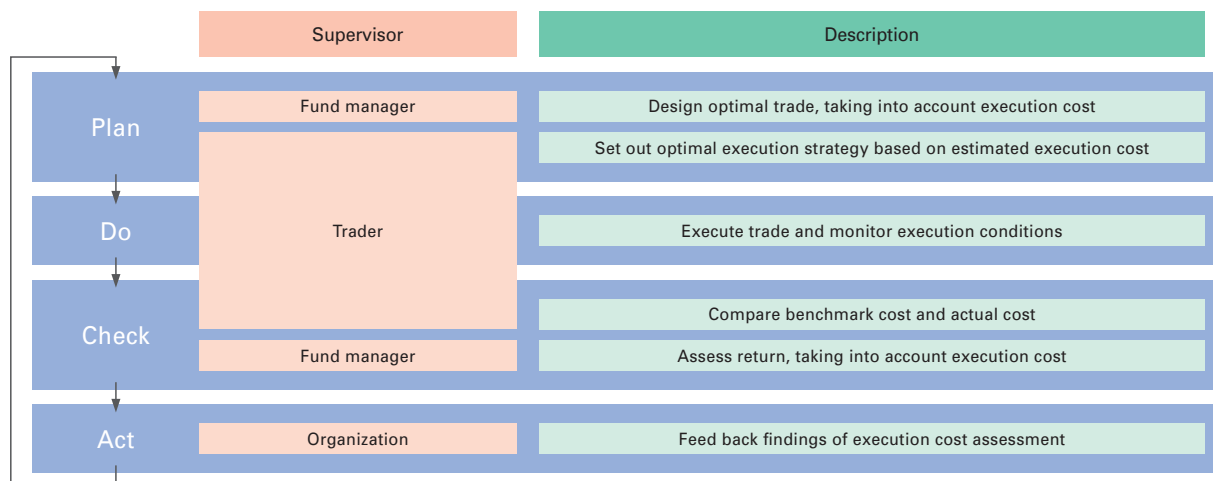 Supervisor
Description
Plan
Fund manager
Design optimal trade, taking into account execution cost
Set out optimal execution strategy based on estimated execution cost
Do
Trader
Execute trade and monitor execution conditions
Check
Compare benchmark cost and actual cost
Fund manager
Assess return, taking into account execution cost
Act
Organization
Feed back findings of execution cost assessment